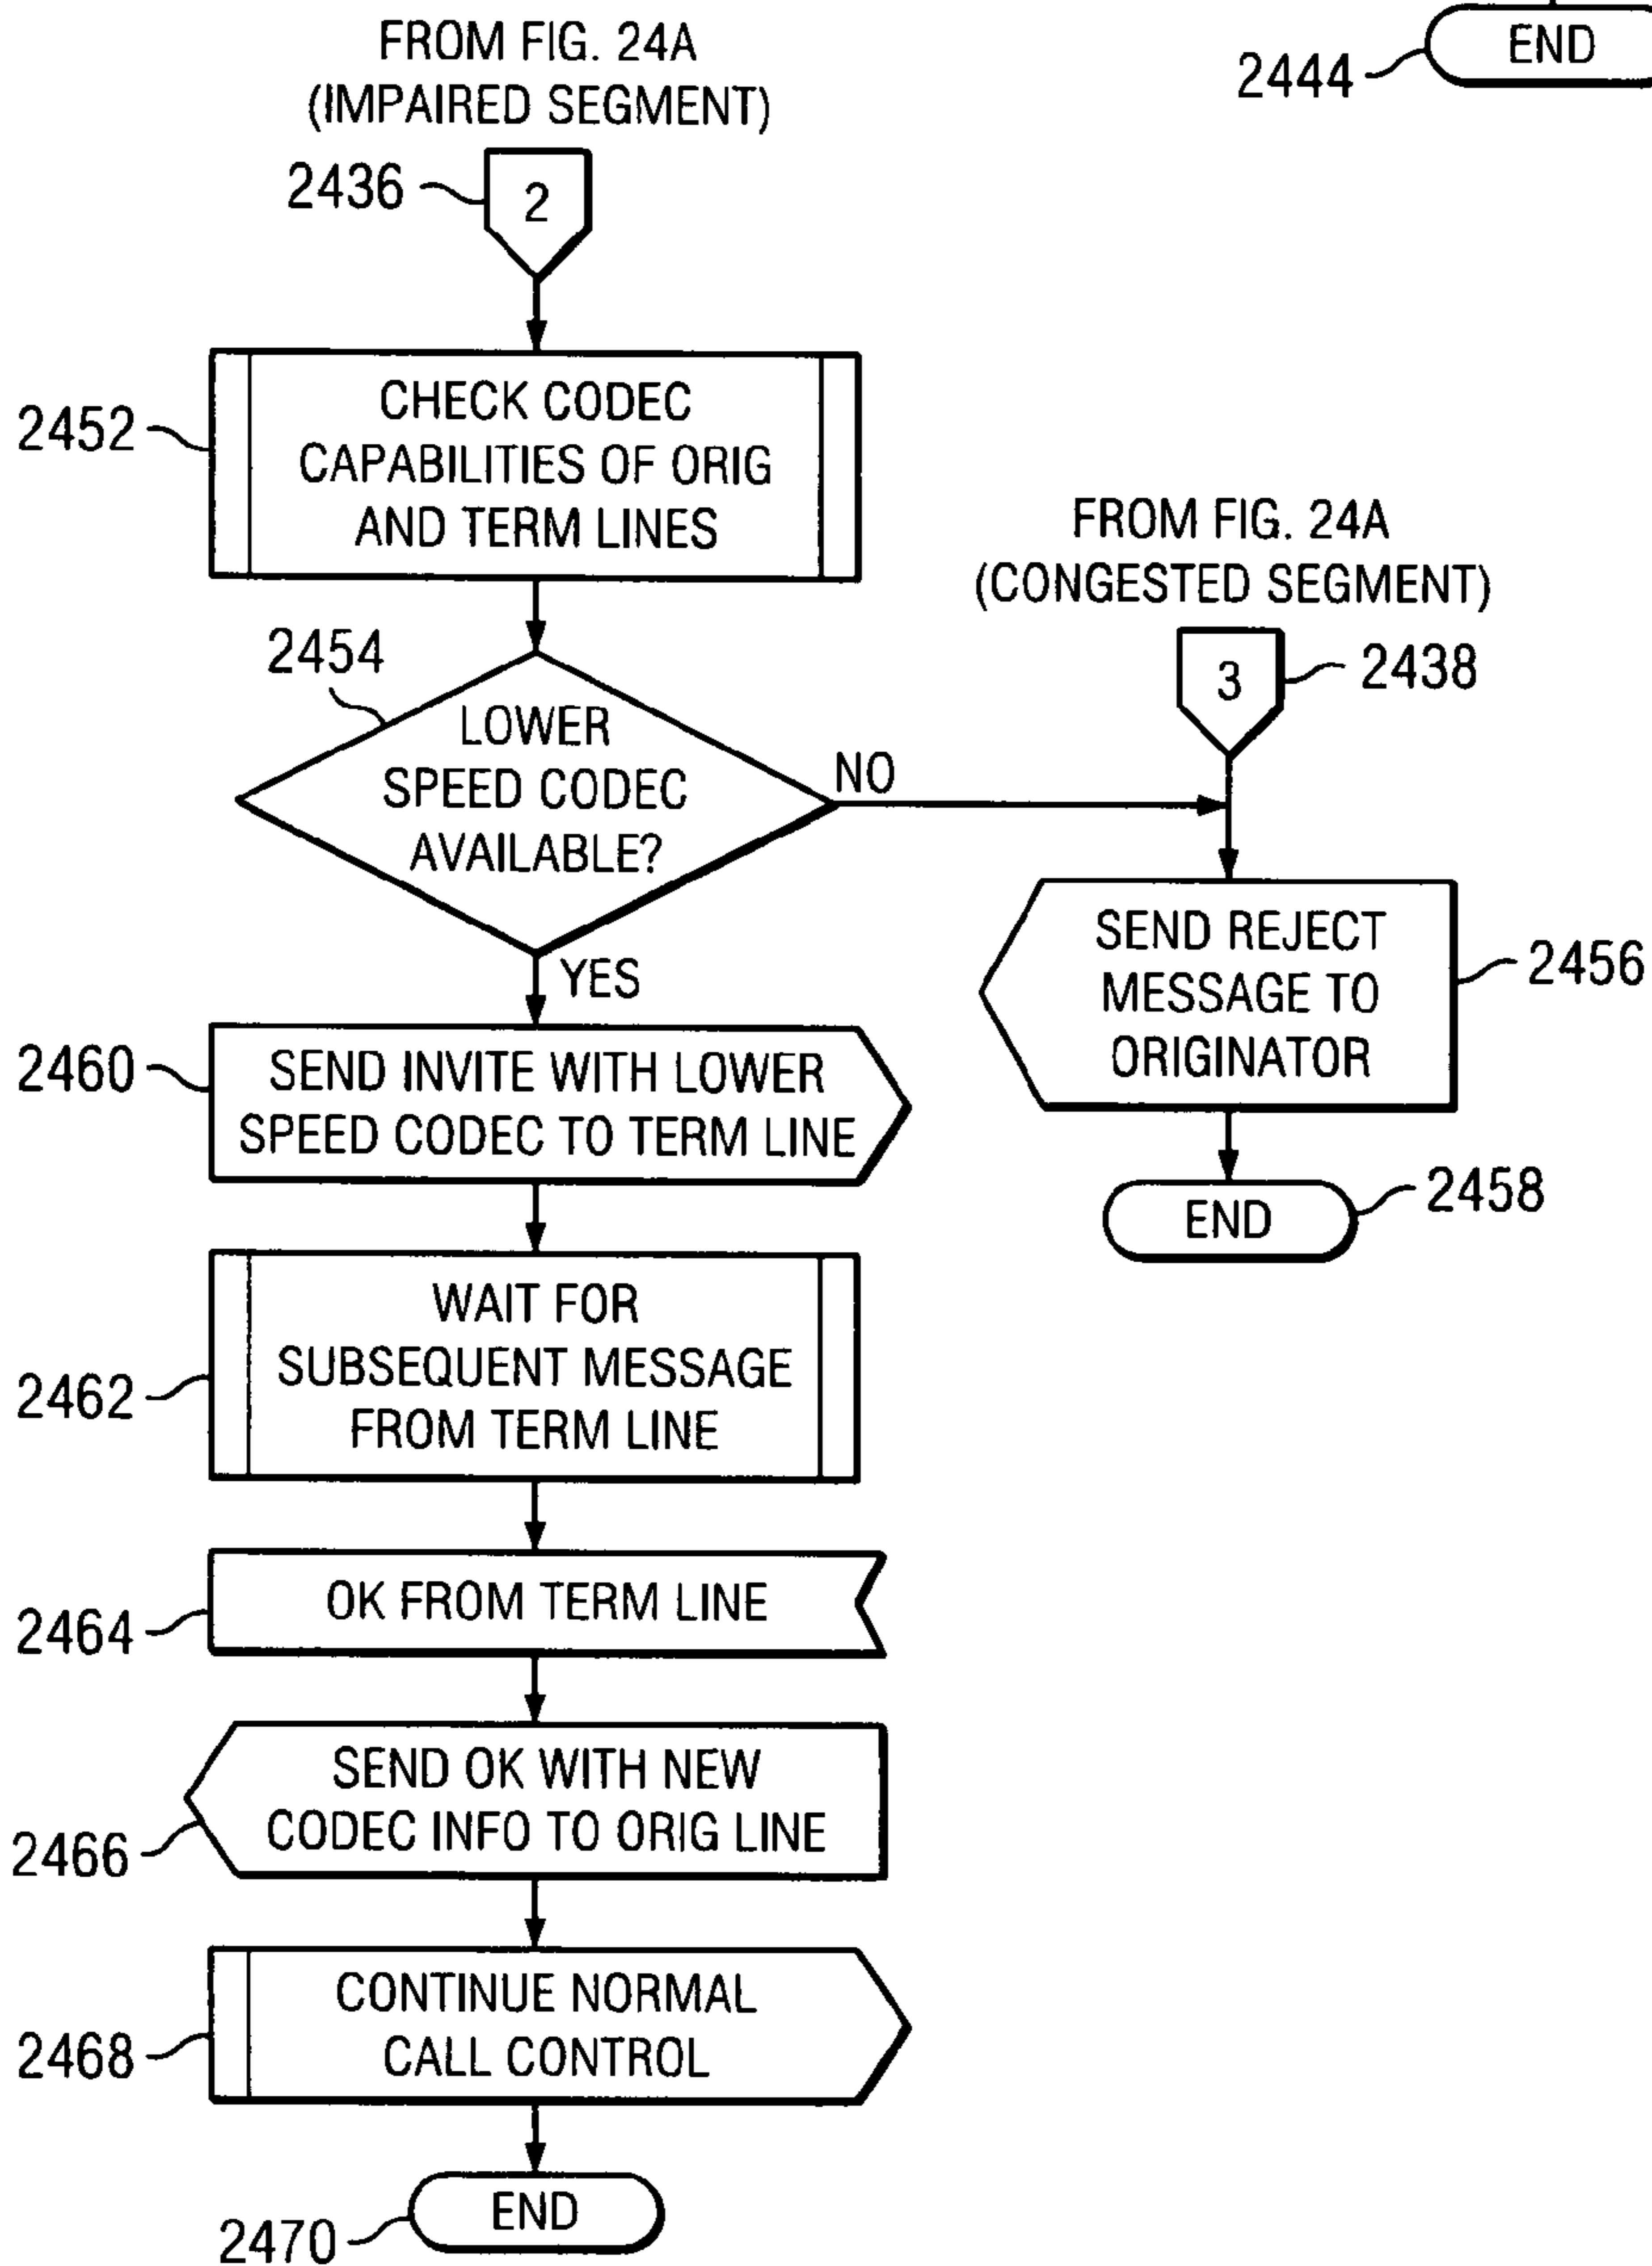 END
2444
FROM FIG. 24A
(IMPAIRED SEGMENT)
2436
2
2452
CHECK CODEC
CAPABILITIES OF ORIG
AND TERM LINES
2454
LOWER
SPEED CODEC
AVAILABLE?
NO
YES
FROM FIG. 24A
(CONGESTED SEGMENT)
3
2438
SEND REJECT
MESSAGE TO
ORIGINATOR
2456
END
2458
2460
SEND INVITE WITH LOWER
SPEED CODEC TO TERM LINE
2462
WAIT FOR
SUBSEQUENT MESSAGE
FROM TERM LINE
2464
OK FROM TERM LINE
2466
SEND OK WITH NEW
CODEC INFO TO ORIG LINE
2468
CONTINUE NORMAL
CALL CONTROL
2470
END